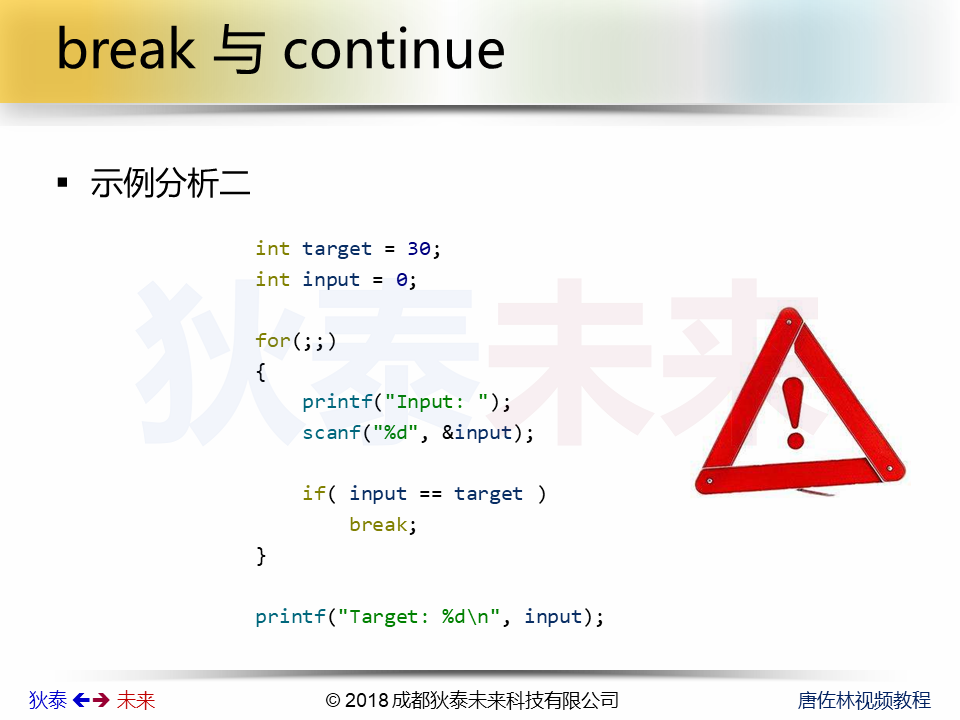 break 与 continue
▪ 示例分析二
int target = 30;
int input = 0;
for(;;)
{
    printf("Input: ");
    scanf("%d", &input);
    if( input == target )
        break;
}
printf("Target: %d\n", input);
狄泰未来
狄泰 🡸🡺 未来
© 2018 成都狄泰未来科技有限公司
唐佐林视频教程